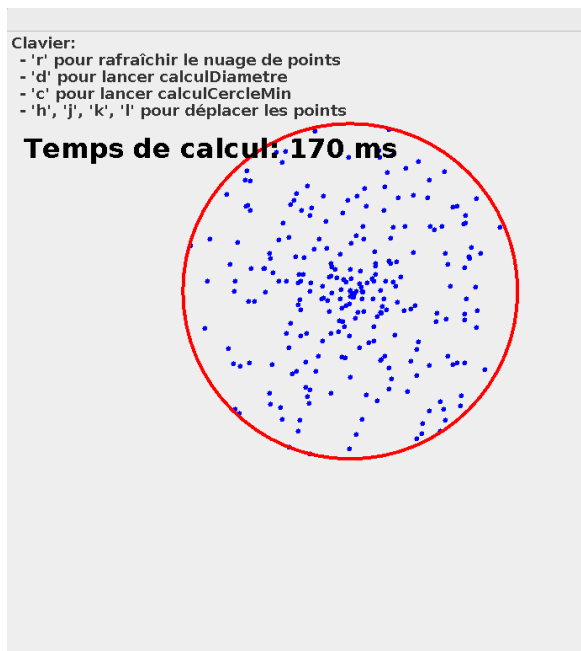 Clavier:
- 'r' pour rafraîchir le nuage de points
- 'd' pour lancer calculDiametre
- 'c' pour lancer calculCercleMin
- 'h', 'j', 'k', 'l' pour déplacer les points
Temps de calcul: 170 ms